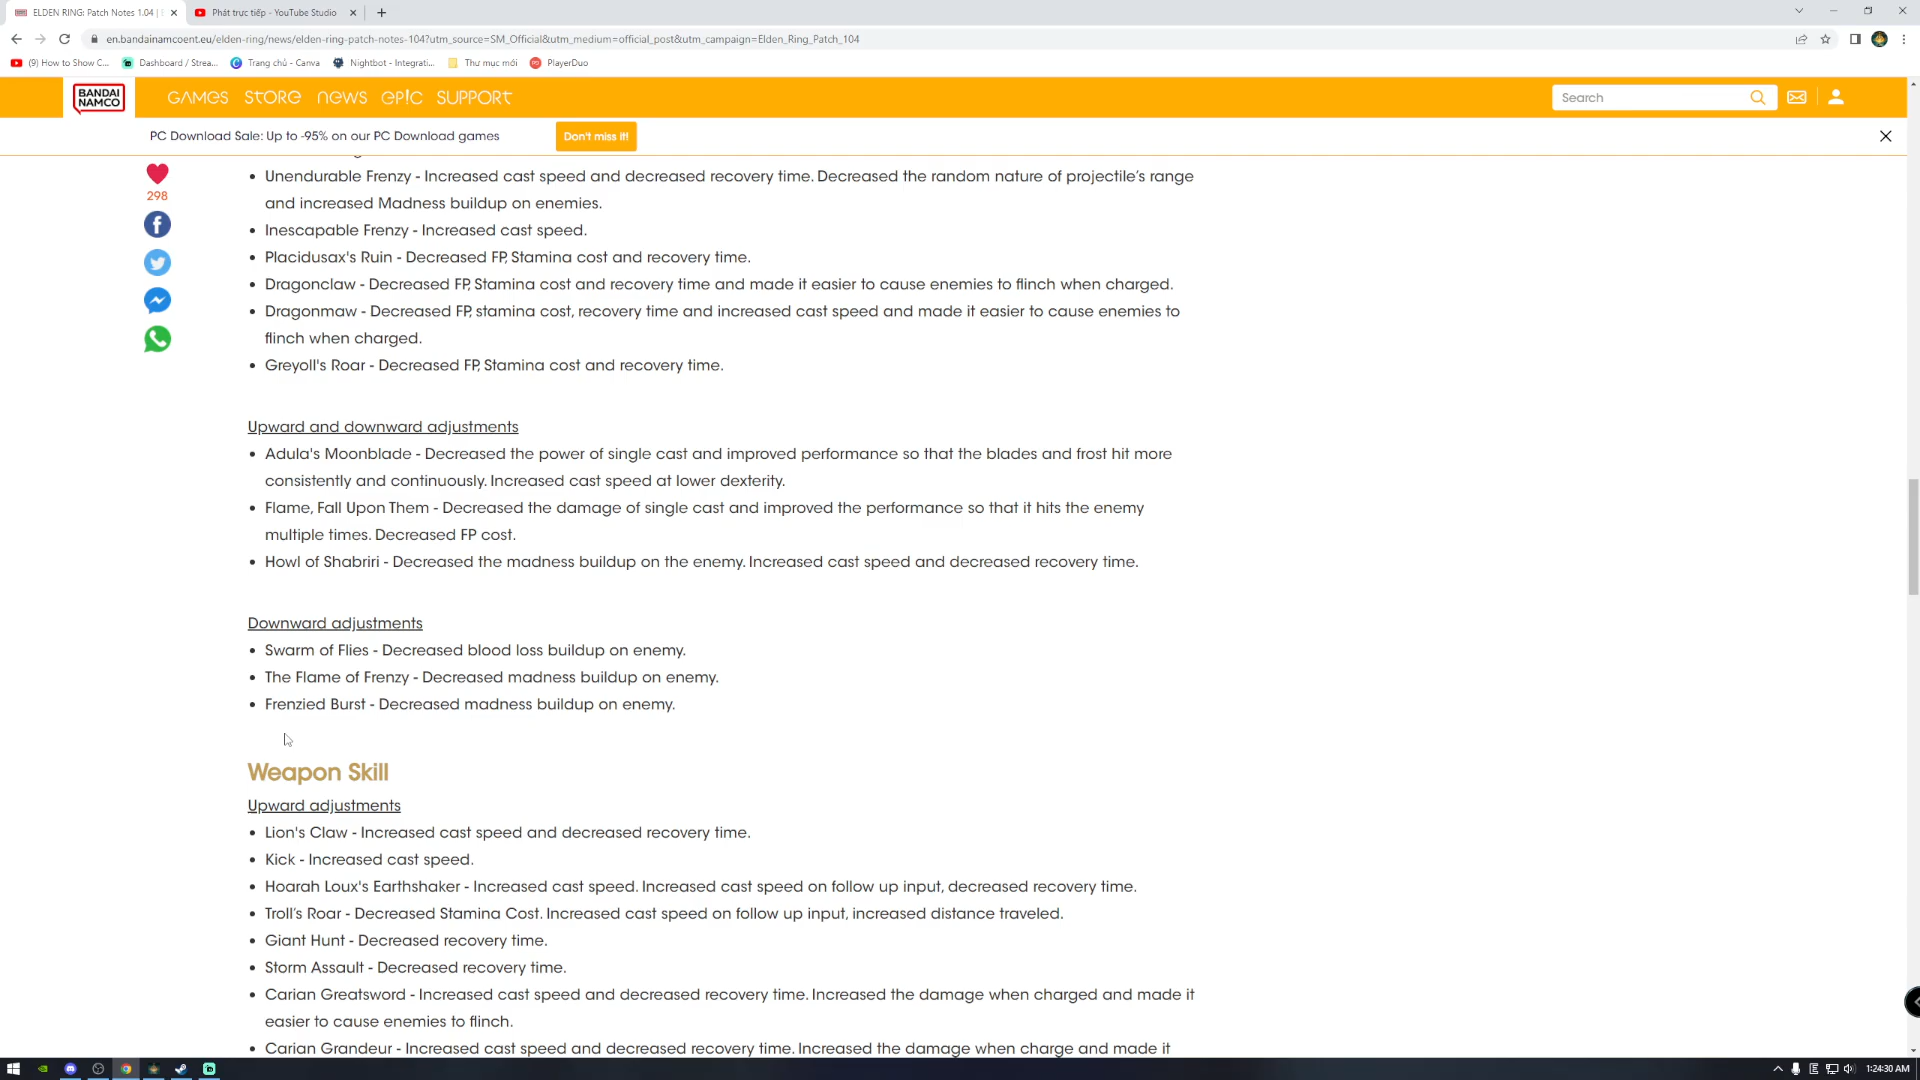 ELDEN RING: Patch Notes 1.04 |
Phát trực tiếp - YouTube Studio
en.bandainamcoent.eu/elden-ring/news/elden-ring-patch-notes-104?utm_source=SM_Official&utm_medium=official_post&utm_campaign=Elden_Ring_Patch_104
(9) How to Show C...
Dashboard / Strea...
Trang chủ - Canva
Nightbot - Integrati...
Thư mục mới
PlayerDuo
BANDAI NAMCO
GAMES STORE NEWS EPIC SUPPORT
Search
PC Download Sale: Up to -95% on our PC Download games
Don't miss it!
298
• Unendurable Frenzy - Increased cast speed and decreased recovery time. Decreased the random nature of projectile’s range
and increased Madness buildup on enemies.
• Inescapable Frenzy - Increased cast speed.
• Placidusax's Ruin - Decreased FP, Stamina cost and recovery time.
• Dragonclaw - Decreased FP, Stamina cost and recovery time and made it easier to cause enemies to flinch when charged.
• Dragonmaw - Decreased FP, stamina cost, recovery time and increased cast speed and made it easier to cause enemies to
flinch when charged.
• Greyoll's Roar - Decreased FP, Stamina cost and recovery time.
Upward and downward adjustments
• Adula's Moonblade - Decreased the power of single cast and improved performance so that the blades and frost hit more
consistently and continuously. Increased cast speed at lower dexterity.
• Flame, Fall Upon Them - Decreased the damage of single cast and improved the performance so that it hits the enemy
multiple times. Decreased FP cost.
• Howl of Shabriri - Decreased the madness buildup on the enemy. Increased cast speed and decreased recovery time.
Downward adjustments
• Swarm of Flies - Decreased blood loss buildup on enemy.
• The Flame of Frenzy - Decreased madness buildup on enemy.
• Frenzied Burst - Decreased madness buildup on enemy.
Weapon Skill
Upward adjustments
• Lion's Claw - Increased cast speed and decreased recovery time.
• Kick - Increased cast speed.
• Hoarah Loux's Earthshaker - Increased cast speed. Increased cast speed on follow up input, decreased recovery time.
• Troll’s Roar - Decreased Stamina Cost. Increased cast speed on follow up input, increased distance traveled.
• Giant Hunt - Decreased recovery time.
• Storm Assault - Decreased recovery time.
• Carian Greatsword - Increased cast speed and decreased recovery time. Increased the damage when charged and made it
easier to cause enemies to flinch.
• Carian Grandeur - Increased cast speed and decreased recovery time. Increased the damage when charge and made it
1:24:30 AM